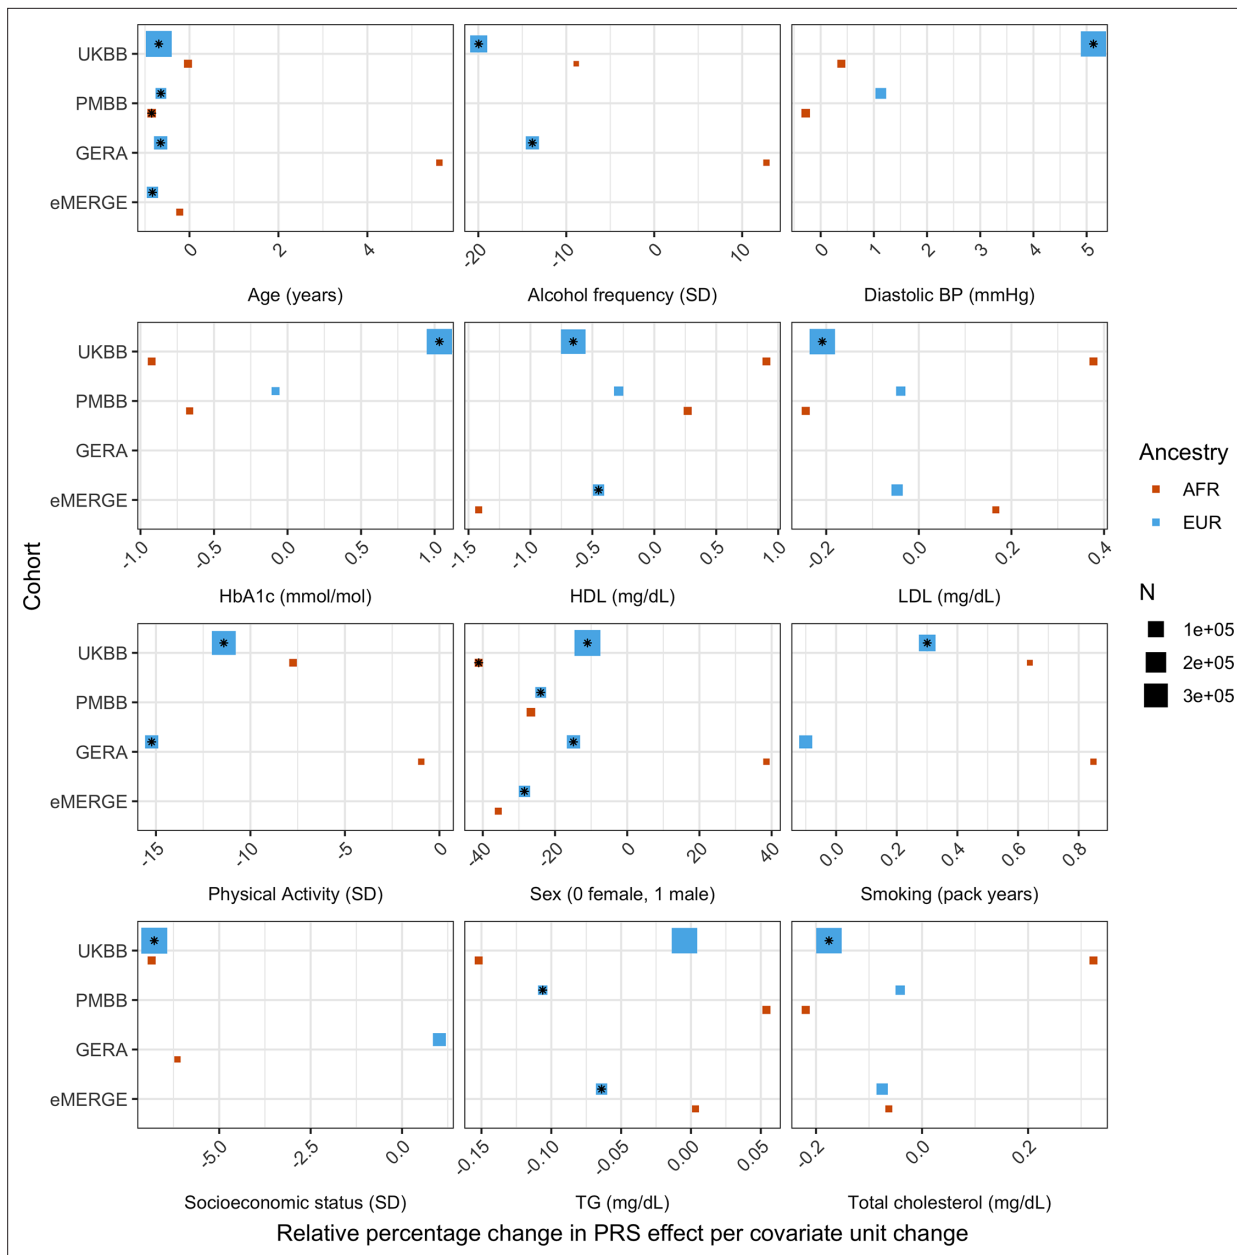 UKBB
PMBB
GERA
eMERGE
0 2 4
-20 -10 0 10
0 1 2 3 4 5
Age (years)
Alcohol frequency (SD)
Diastolic BP (mmHg)
UKBB
PMBB
GERA
eMERGE
-1.0 -0.5 0.0 0.5 1.0
-1.5 -1.0 -0.5 0.0 0.5 1.0
-0.2 0.0 0.2 0.4
HbA1c (mmol/mol)
HDL (mg/dL)
LDL (mg/dL)
Cohort
UKBB
PMBB
GERA
eMERGE
-15 -10 -5 0
-40 -20 0 20 40
0.0 0.2 0.4 0.6 0.8
Physical Activity (SD)
Sex (0 female, 1 male)
Smoking (pack years)
UKBB
PMBB
GERA
eMERGE
-5.0 -2.5 0.0
-0.15 -0.10 -0.05 0.00 0.05
-0.2 0.0 0.2
Socioeconomic status (SD)
TG (mg/dL)
Total cholesterol (mg/dL)
Relative percentage change in PRS effect per covariate unit change
Ancestry
AFR
EUR
N
1e+05
2e+05
3e+05